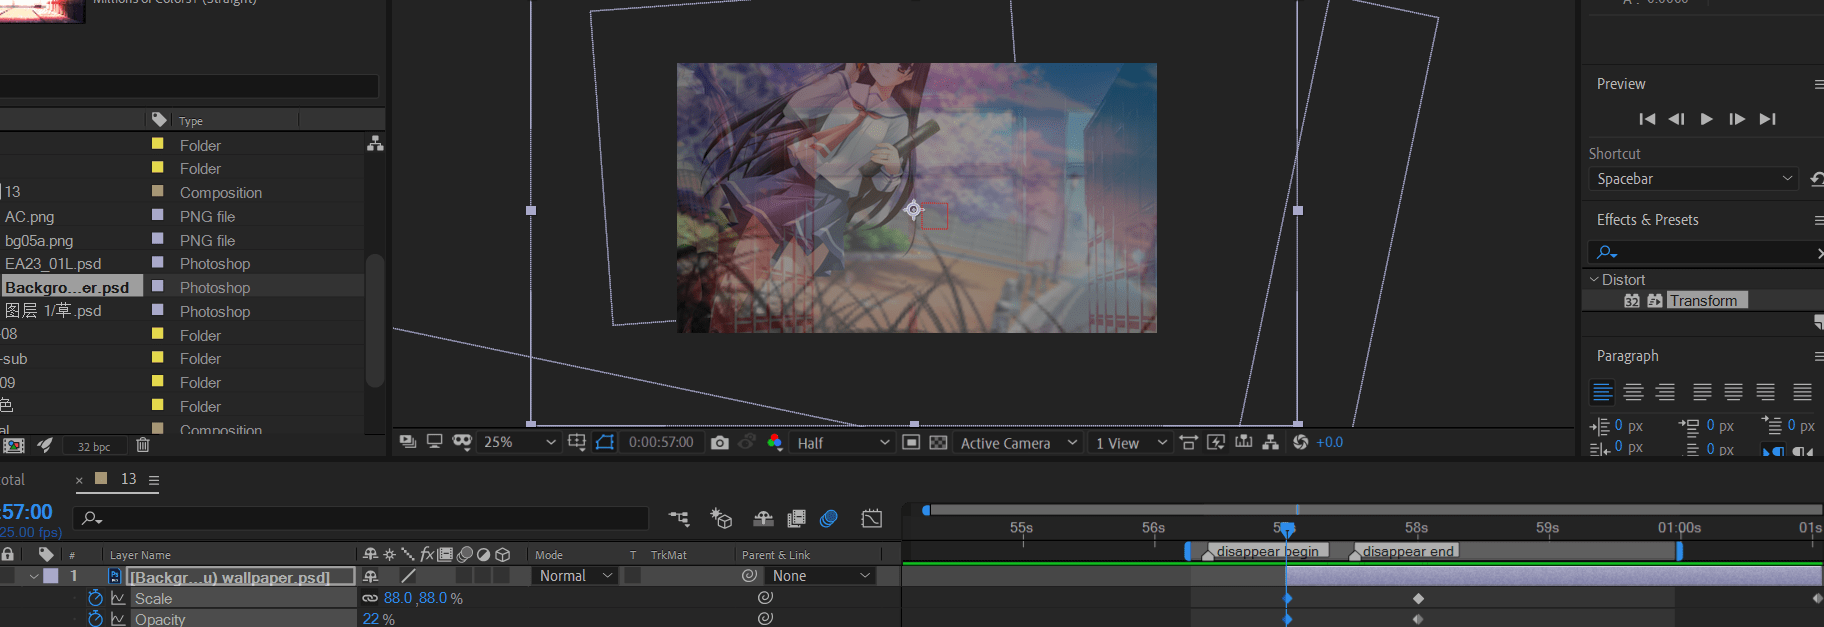 Millions of Colors+ (Straight)
Type
Folder
Folder
13 Composition
AC.png PNG file
bg05a.png PNG file
EA23_01L.psd Photoshop
Backgro...er.psd Photoshop
图层 1/草.psd Photoshop
-08 Folder
-sub Folder
09 Folder
色 Folder
al Composition
32 bpc
25%
0:00:57:00
Half
Active Camera
1 View
+0.0
A : 0.0000
Preview
Shortcut
Spacebar
Effects & Presets
Distort
32 Transform
Paragraph
0 px 0 px 0 px
0 px 0 px
otal × 13
:57:00
25.00 fps)
# Layer Name Mode T TrkMat Parent & Link
1 [Backgr...u) wallpaper.psd] Normal None
Scale 88.0,88.0 %
Opacity 22 %
55s 56s 58s 59s 01:00s 01s
disappear begin disappear end